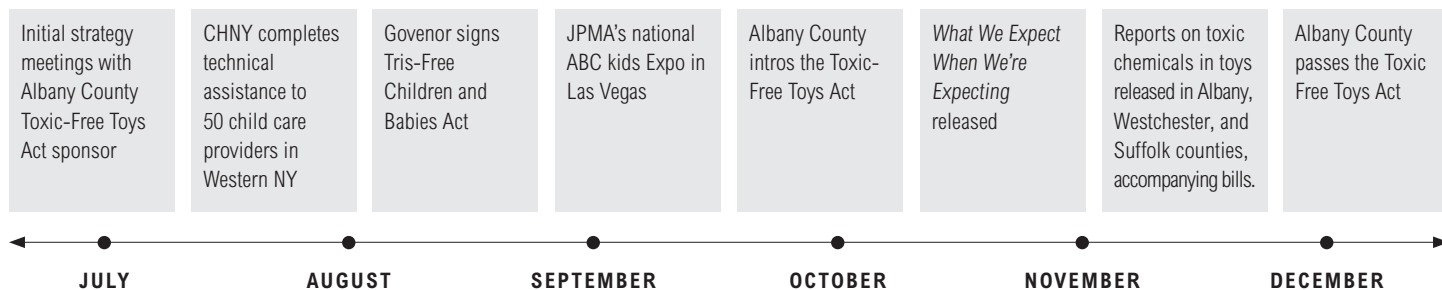 Initial strategy
meetings with
Albany County
Toxic-Free Toys
Act sponsor
CHNY completes
technical
assistance to
50 child care
providers in
Western NY
Govenor signs
Tris-Free
Children and
Babies Act
JPMA’s national
ABC kids Expo in
Las Vegas
Albany County
intros the Toxic-
Free Toys Act
What We Expect
When We’re
Expecting
released
Reports on toxic
chemicals in toys
released in Albany,
Westchester, and
Suffolk counties,
accompanying bills.
Albany County
passes the Toxic
Free Toys Act
JULY AUGUST SEPTEMBER OCTOBER NOVEMBER DECEMBER